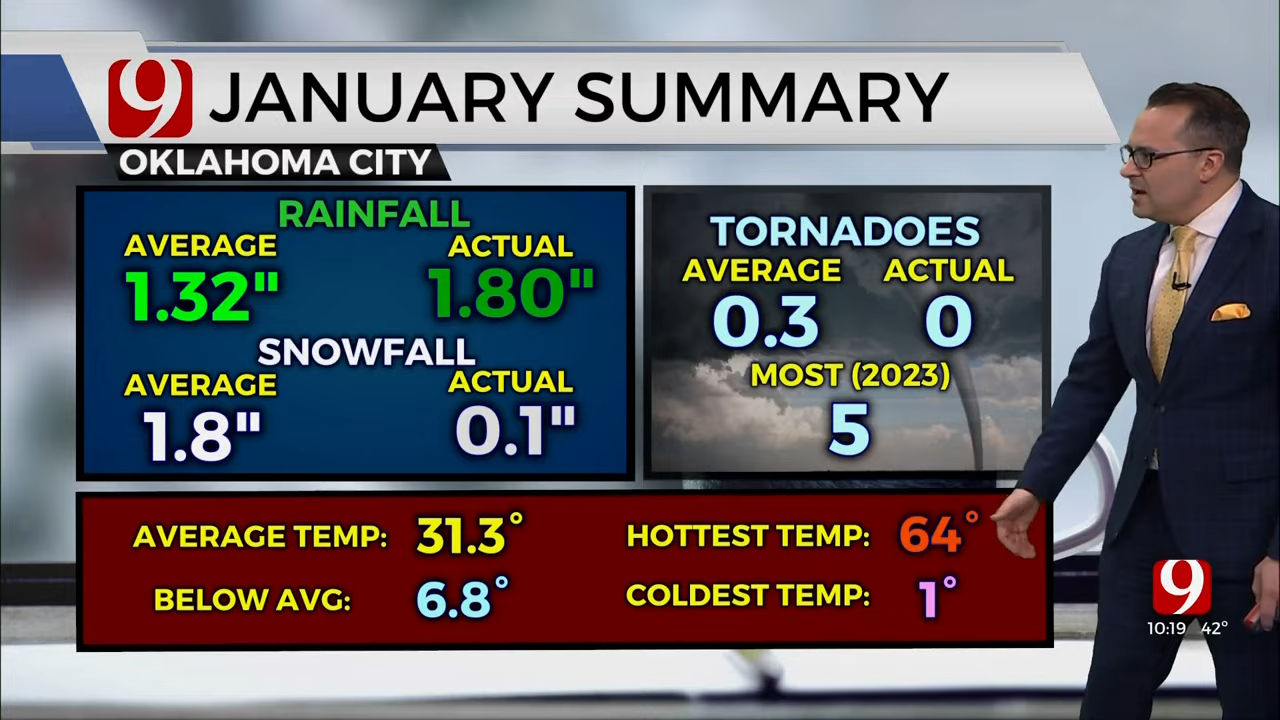 9 JANUARY SUMMARY
OKLAHOMA CITY
RAINFALL
AVERAGE ACTUAL
1.32" 1.80"
SNOWFALL
AVERAGE ACTUAL
1.8" 0.1"
TORNADOES
AVERAGE ACTUAL
0.3 0
MOST (2023)
5
AVERAGE TEMP: 31.3°
BELOW AVG: 6.8°
HOTTEST TEMP: 64°
COLDEST TEMP: 1°
9
10:19 42°